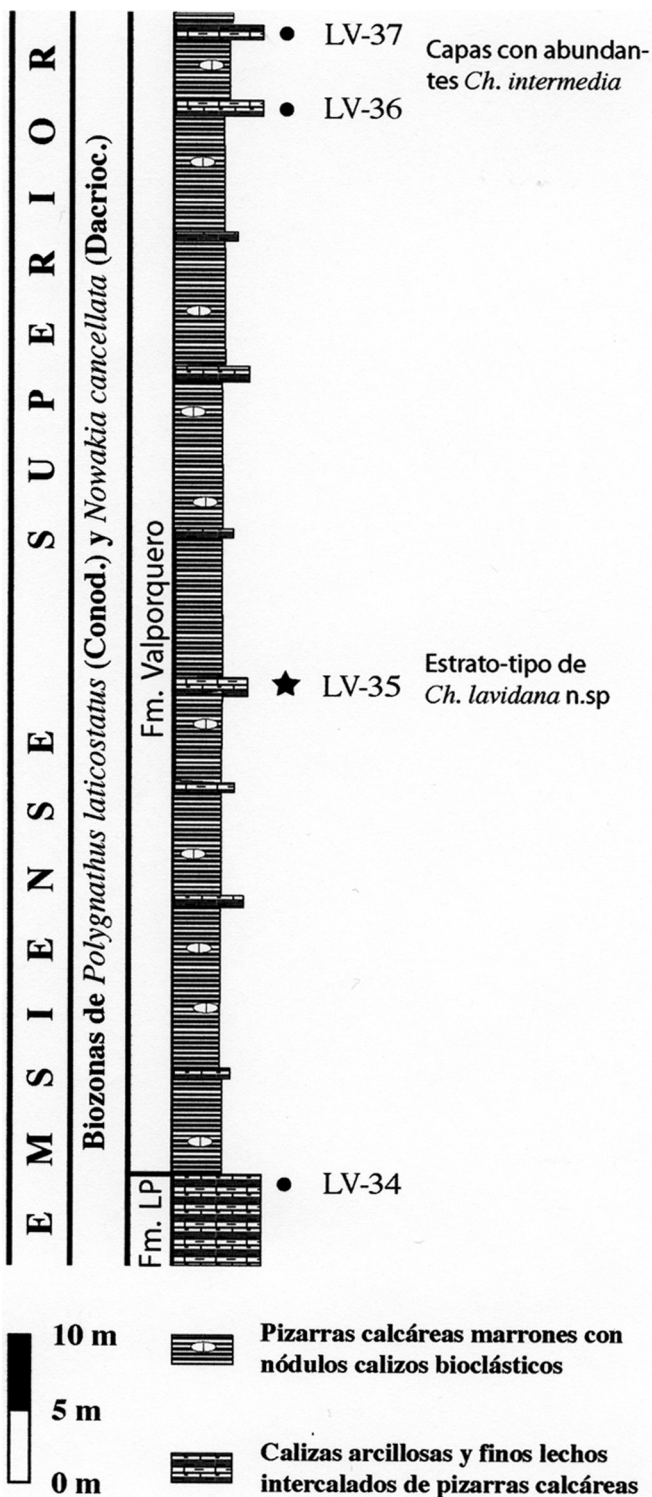 EMSIENSE SUPERIOR
Biozonas de Polygnathus laticostatus (Conod.) y Nowakia cancellata (Dacrioc.)
Fm. Valporquero
Fm. LP
LV-37
Capas con abundan-
tes Ch. intermedia
LV-36
LV-35
Estrato-tipo de
Ch. lavidana n.sp
LV-34
10 m
5 m
0 m
Pizarras calcáreas marrones con
nódulos calizos bioclásticos
Calizas arcillosas y finos lechos
intercalados de pizarras calcáreas